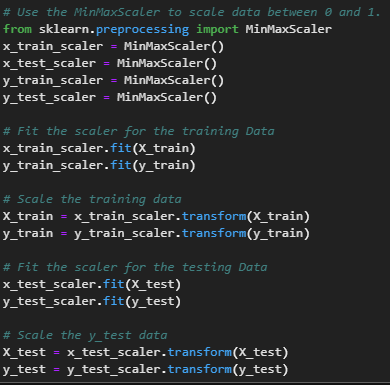 # Use the MinMaxScaler to scale data between 0 and 1.
from sklearn.preprocessing import MinMaxScaler
x_train_scaler = MinMaxScaler()
x_test_scaler = MinMaxScaler()
y_train_scaler = MinMaxScaler()
y_test_scaler = MinMaxScaler()

# Fit the scaler for the training Data
x_train_scaler.fit(X_train)
y_train_scaler.fit(y_train)

# Scale the training data
X_train = x_train_scaler.transform(X_train)
y_train = y_train_scaler.transform(y_train)

# Fit the scaler for the testing Data
x_test_scaler.fit(X_test)
y_test_scaler.fit(y_test)

# Scale the y_test data
X_test = x_test_scaler.transform(X_test)
y_test = y_test_scaler.transform(y_test)